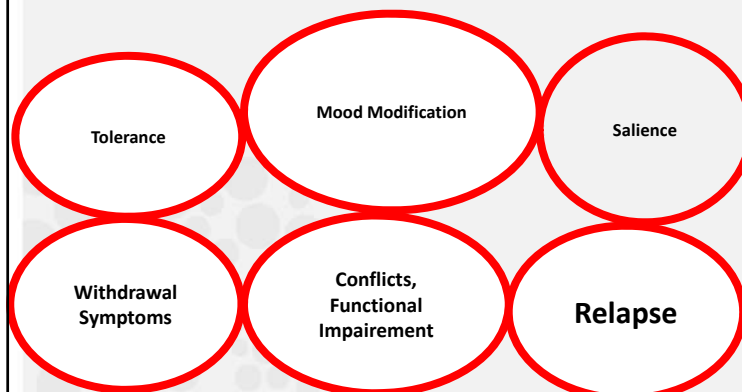 Tolerance
Mood Modification
Salience
Withdrawal
Symptoms
Conflicts,
Functional
Impairement
Relapse